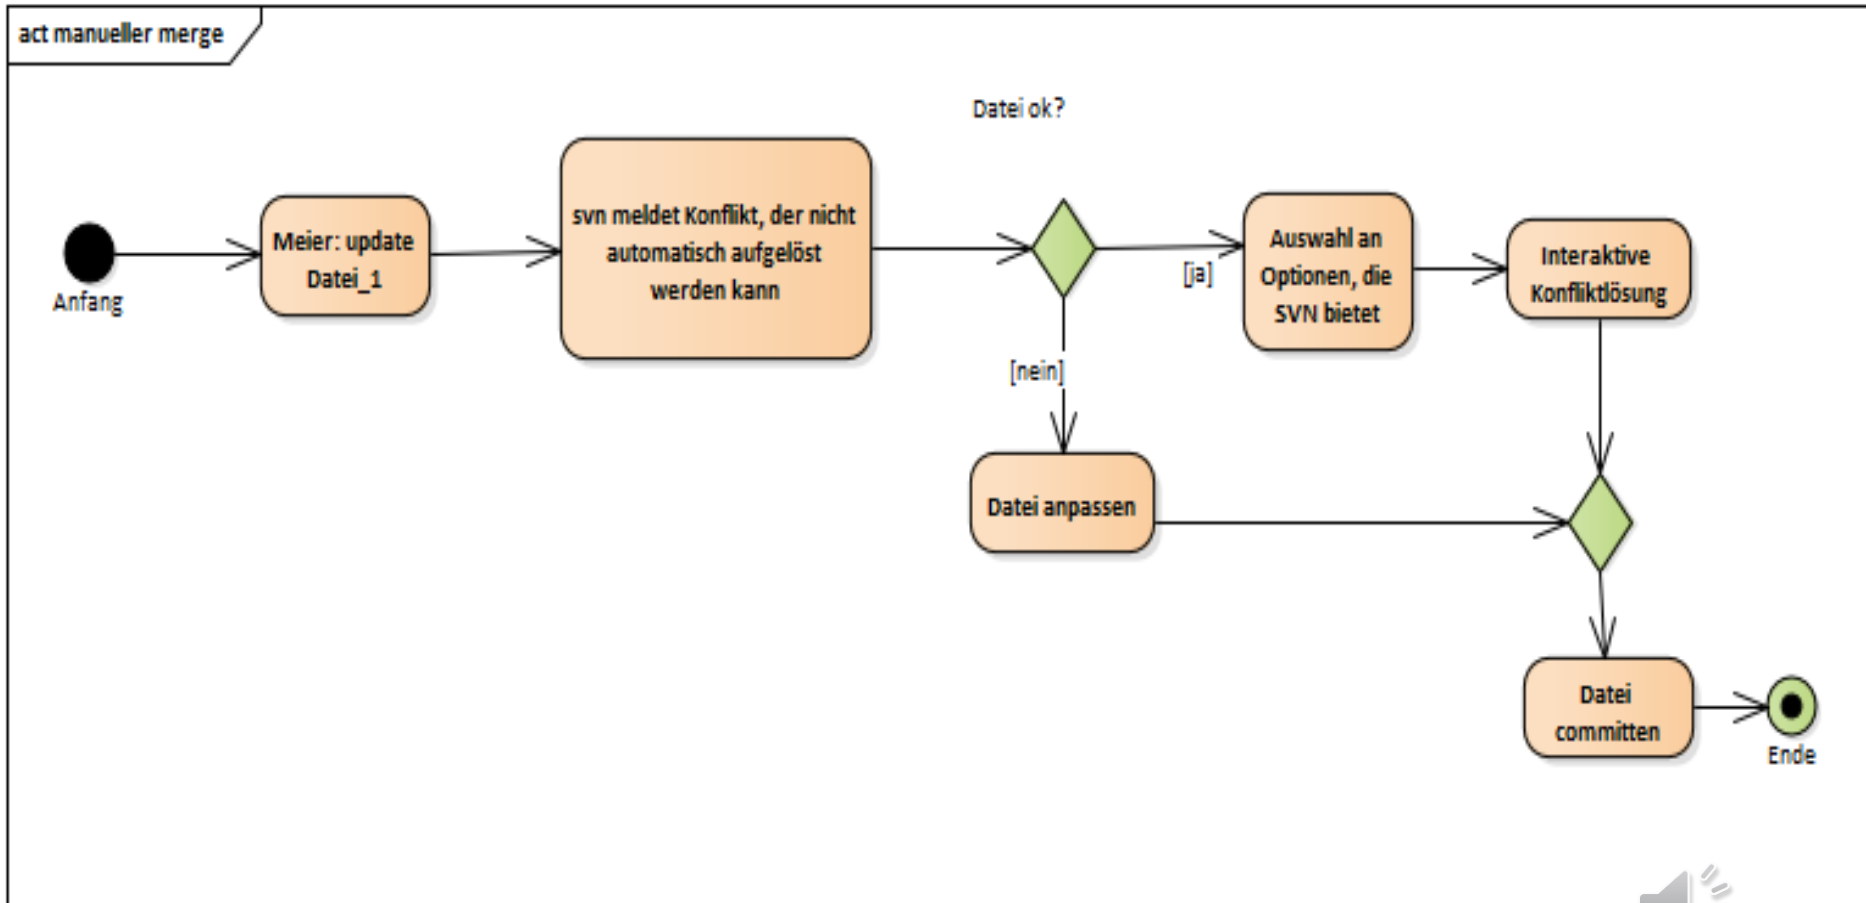 act manueller merge
Datei ok?
Anfang
Meier: update
Datei_1
svn meldet Konflikt, der nicht
automatisch aufgelöst
werden kann
[ja]
[nein]
Auswahl an
Optionen, die
SVN bietet
Interaktive
Konfliktlösung
Datei anpassen
Datei
committen
Ende